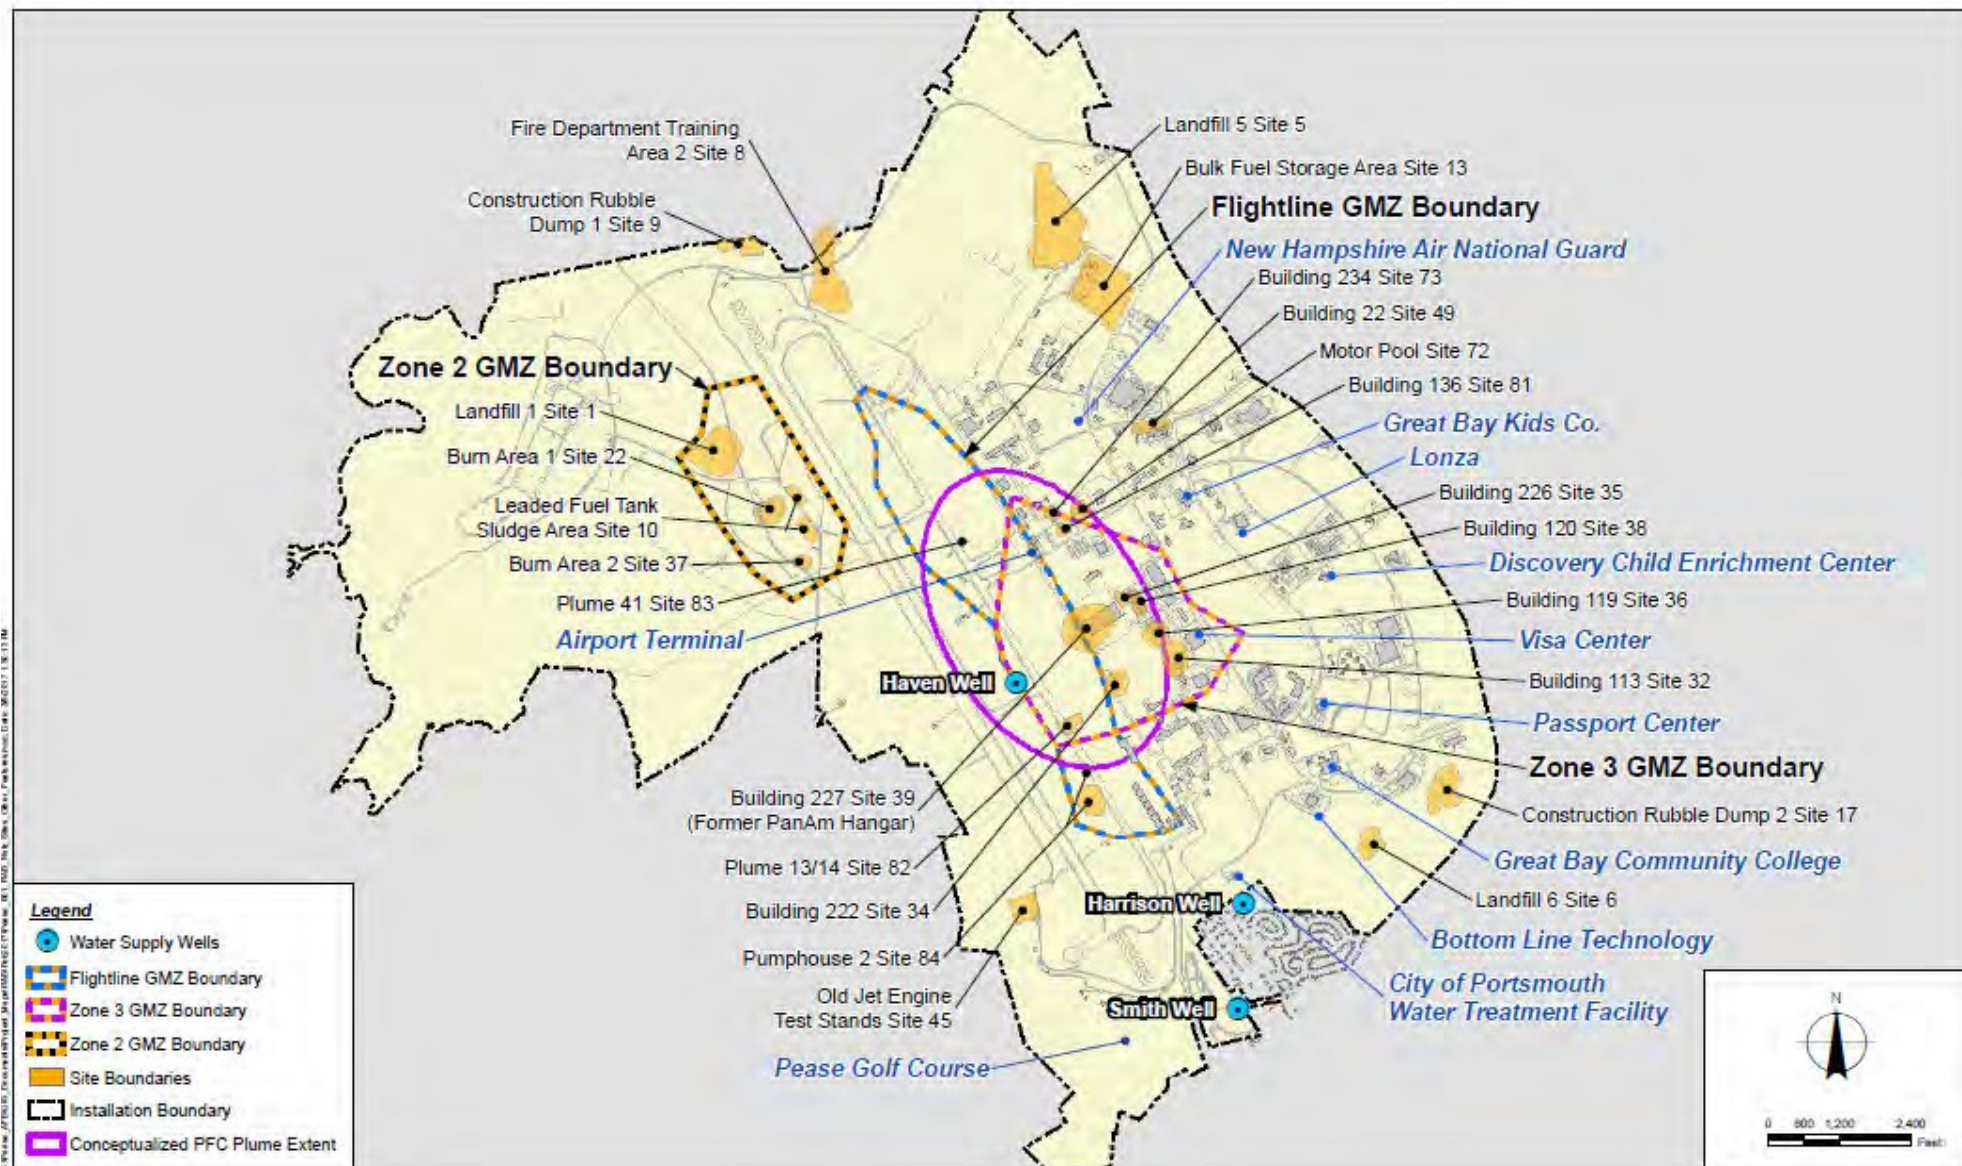 Fire Department Training
Area 2 Site 8
Construction Rubble
Dump 1 Site 9
Landfill 5 Site 5
Bulk Fuel Storage Area Site 13
Flightline GMZ Boundary
New Hampshire Air National Guard
Building 234 Site 73
Building 22 Site 49
Motor Pool Site 72
Building 136 Site 81
Great Bay Kids Co.
Lonza
Building 226 Site 35
Building 120 Site 38
Discovery Child Enrichment Center
Building 119 Site 36
Visa Center
Building 113 Site 32
Passport Center
Zone 3 GMZ Boundary
Construction Rubble Dump 2 Site 17
Great Bay Community College
Landfill 6 Site 6
Bottom Line Technology
City of Portsmouth
Water Treatment Facility
Zone 2 GMZ Boundary
Landfill 1 Site 1
Burn Area 1 Site 22
Leaded Fuel Tank
Sludge Area Site 10
Burn Area 2 Site 37
Plume 41 Site 83
Airport Terminal
Haven Well
Building 227 Site 39
(Former PanAm Hangar)
Plume 13/14 Site 82
Building 222 Site 34
Pumphouse 2 Site 84
Old Jet Engine
Test Stands Site 45
Pease Golf Course
Harrison Well
Smith Well
Legend
Water Supply Wells
Flightline GMZ Boundary
Zone 3 GMZ Boundary
Zone 2 GMZ Boundary
Site Boundaries
Installation Boundary
Conceptualized PFC Plume Extent
N
0 600 1,200 2,400
Feet